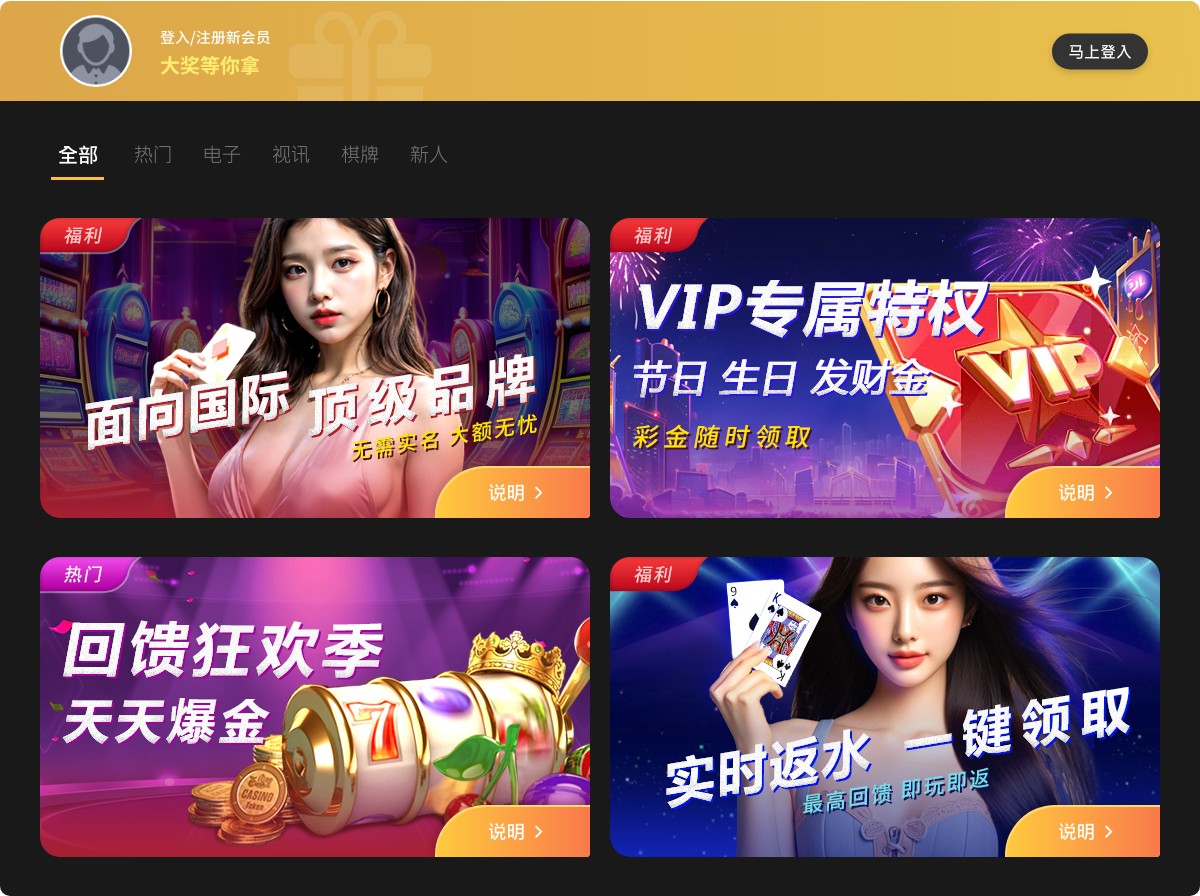 登入/注册新会员
大奖等你拿
马上登入
全部
热门
电子
视讯
棋牌
新人
福利
面向国际 顶级品牌
无需实名 大额无忧
说明
福利
VIP专属特权
节日 生日 发财金
彩金随时领取
VIP
说明
热门
回馈狂欢季
天天爆金
7
CASINO
Token
说明
福利
9
K
K
实时返水 一键领取
最高回馈 即玩即返
说明